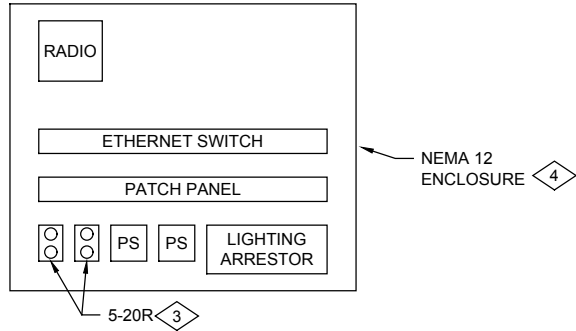 RADIO
ETHERNET SWITCH
NEMA 12
ENCLOSURE 4
PATCH PANEL
PS PS LIGHTING
ARRESTOR
5-20R 3